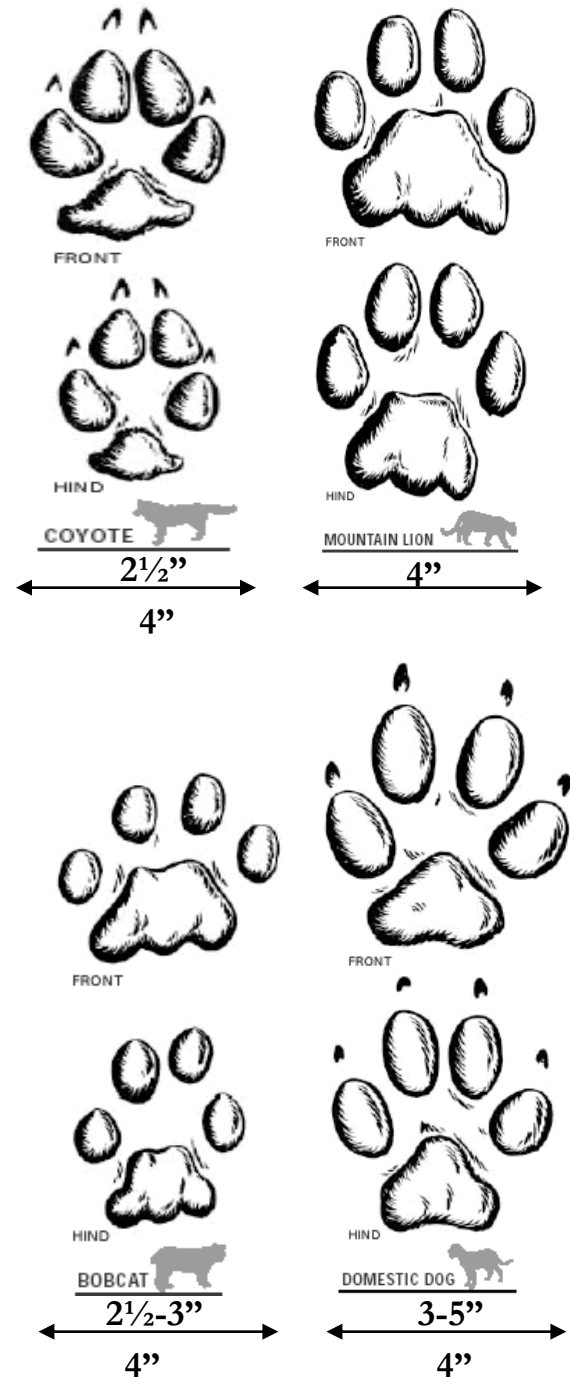 FRONT
HIND
COYOTE
2½”
4”
FRONT
HIND
MOUNTAIN LION
4”
FRONT
HIND
BOBCAT
2½-3”
4”
FRONT
HIND
DOMESTIC DOG
3-5”
4”